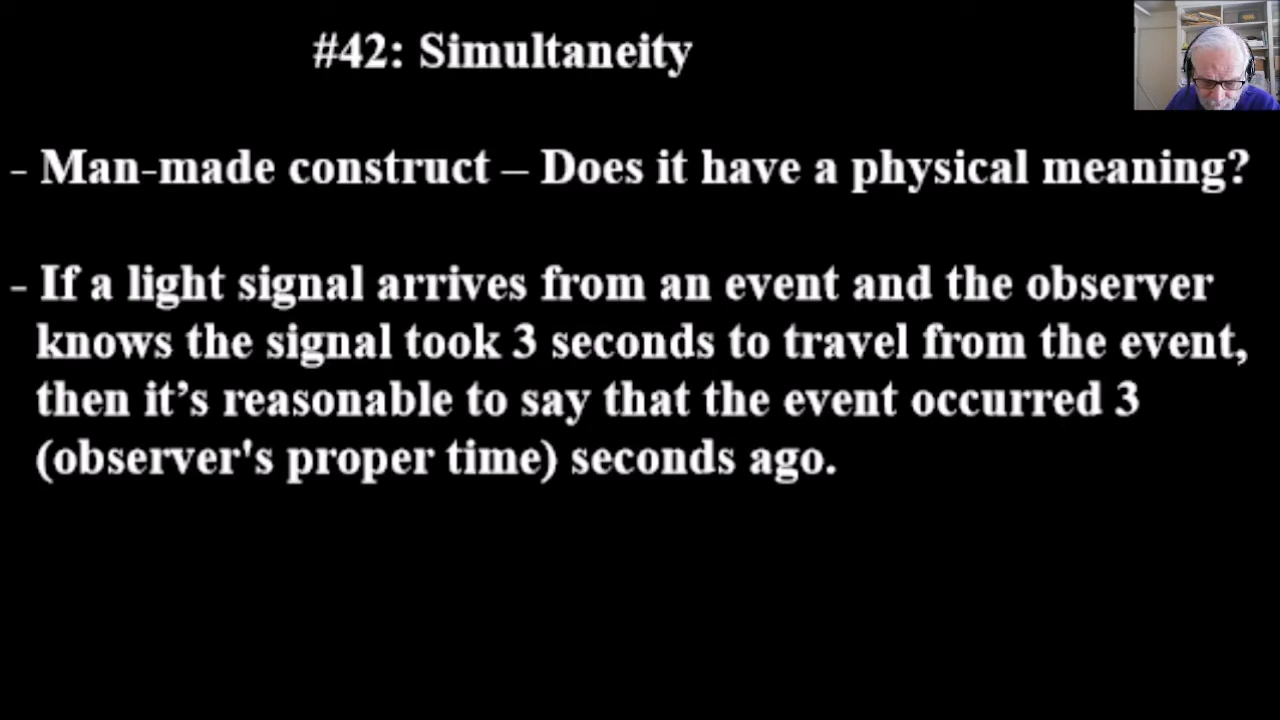 #42: Simultaneity
- Man-made construct – Does it have a physical meaning?
- If a light signal arrives from an event and the observer
knows the signal took 3 seconds to travel from the event,
then it’s reasonable to say that the event occurred 3
(observer's proper time) seconds ago.